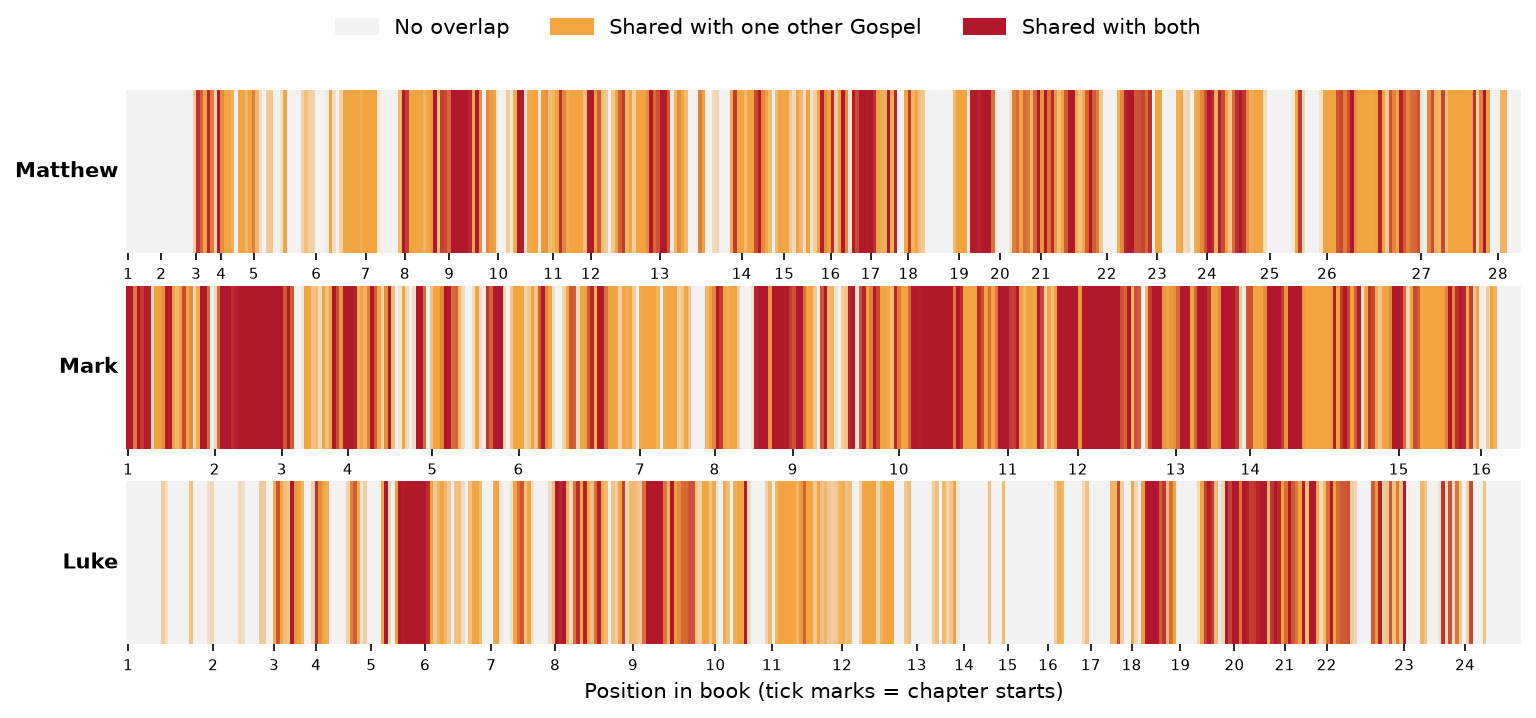 No overlap Shared with one other Gospel Shared with both
Matthew
1 2 3 4 5 6 7 8 9 10 11 12 13 14 15 16 17 18 19 20 21 22 23 24 25 26 27 28
Mark
1 2 3 4 5 6 7 8 9 10 11 12 13 14 15 16
Luke
1 2 3 4 5 6 7 8 9 10 11 12 13 14 15 16 17 18 19 20 21 22 23 24
Position in book (tick marks = chapter starts)